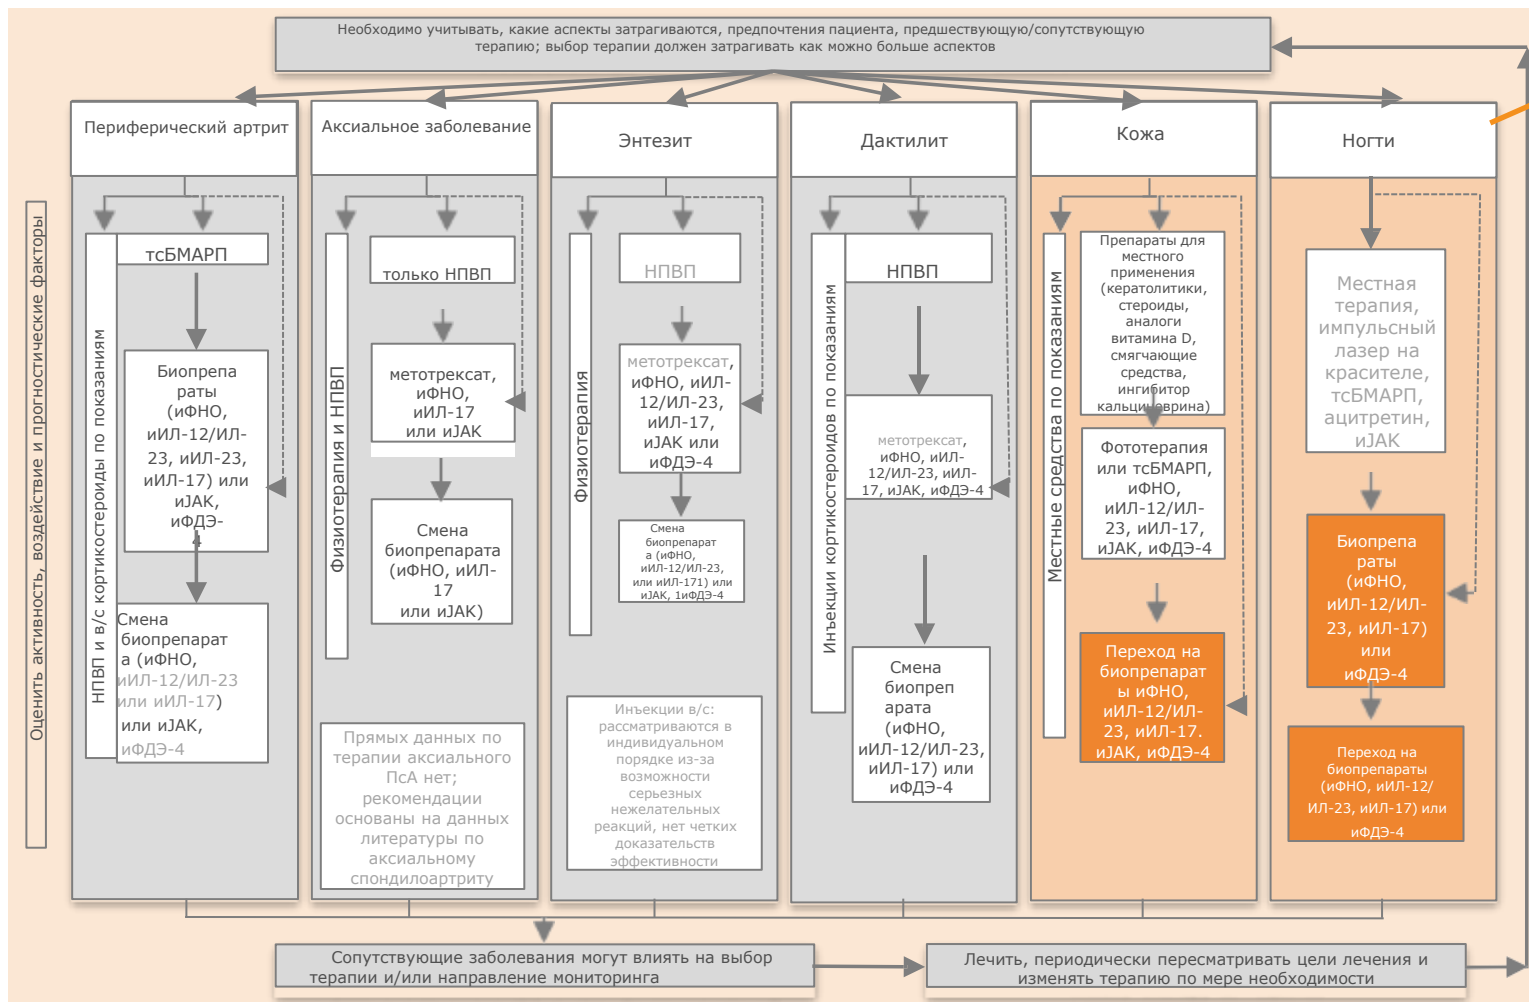 Необходимо учитывать, какие аспекты затрагиваются, предпочтения пациента, предшествующую/сопутствующую
терапию; выбор терапии должен затрагивать как можно больше аспектов
Оценить активность, воздействие и прогностические факторы
Периферический артрит
НПВП и в/с кортикостероиды по показаниям
тсБМАРП
Биопрепа
раты
(иФНО,
иИЛ-12/ИЛ-
23, иИЛ-23,
иИЛ-17) или
иJAK,
иФДЭ-
4
Смена
биопрепарат
а (иФНО,
иИЛ-12/ИЛ-23
или иИЛ-17)
или иJAK,
иФДЭ-4
Аксиальное заболевание
Физиотерапия и НПВП
только НПВП
метотрексат,
иФНО,
иИЛ-17
или иJAK
Смена
биопрепарата
(иФНО, иИЛ-
17
или иJAK)
Прямых данных по
терапии аксиального
ПсА нет;
рекомендации
основаны на данных
литературы по
аксиальному
спондилоартриту
Энтезит
Физиотерапия
НПВП
метотрексат,
иФНО, иИЛ-
12/ИЛ-23,
иИЛ-17,
иJAK или
иФДЭ-4
Смена
биопрепарат
а (иФНО,
иИЛ-12/ИЛ-23,
или иИЛ-171) или
иJAK, 1иФДЭ-4
Инъекции в/с:
рассматриваются в
индивидуальном
порядке из-за
возможности
серьезных
нежелательных
реакций, нет четких
доказательств
эффективности
Дактилит
Инъекции кортикостероидов по показаниям
НПВП
метотрексат,
иФНО, иИЛ-
12/ИЛ-23, иИЛ-
17, иJAK, иФДЭ-4
Смена
биопреп
арата
(иФНО,
иИЛ-12/ИЛ-23,
иИЛ-17) или
иФДЭ-4
Кожа
Местные средства по показаниям
Препараты для
местного
применения
(кератолитики,
стероиды,
аналоги
витамина D,
смягчающие
средства,
ингибитор
кальциневрина)
Фототерапия
или тсБМАРП,
иФНО,
иИЛ-12/ИЛ-
23, иИЛ-17,
иJAK, иФДЭ-4
Переход на
биопрепарат
ы иФНО,
иИЛ-12/ИЛ-
23, иИЛ-17.
иJAK, иФДЭ-4
Ногти
Местная
терапия,
импульсный
лазер на
красителе,
тсБМАРП,
ацитретин,
иJAK
Биопрепа
раты
(иФНО,
иИЛ-12/ИЛ-
23, иИЛ-17)
или
иФДЭ-4
Переход на
биопрепараты
(иФНО, иИЛ-12/
ИЛ-23, иИЛ-17) или
иФДЭ-4
Сопутствующие заболевания могут влиять на выбор
терапии и/или направление мониторинга
Лечить, периодически пересматривать цели лечения и
изменять терапию по мере необходимости